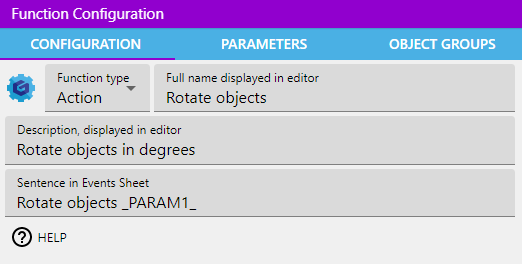 Function Configuration
CONFIGURATION PARAMETERS OBJECT GROUPS
Function type
Action
Full name displayed in editor
Rotate objects
Description, displayed in editor
Rotate objects in degrees
Sentence in Events Sheet
Rotate objects _PARAM1_
HELP